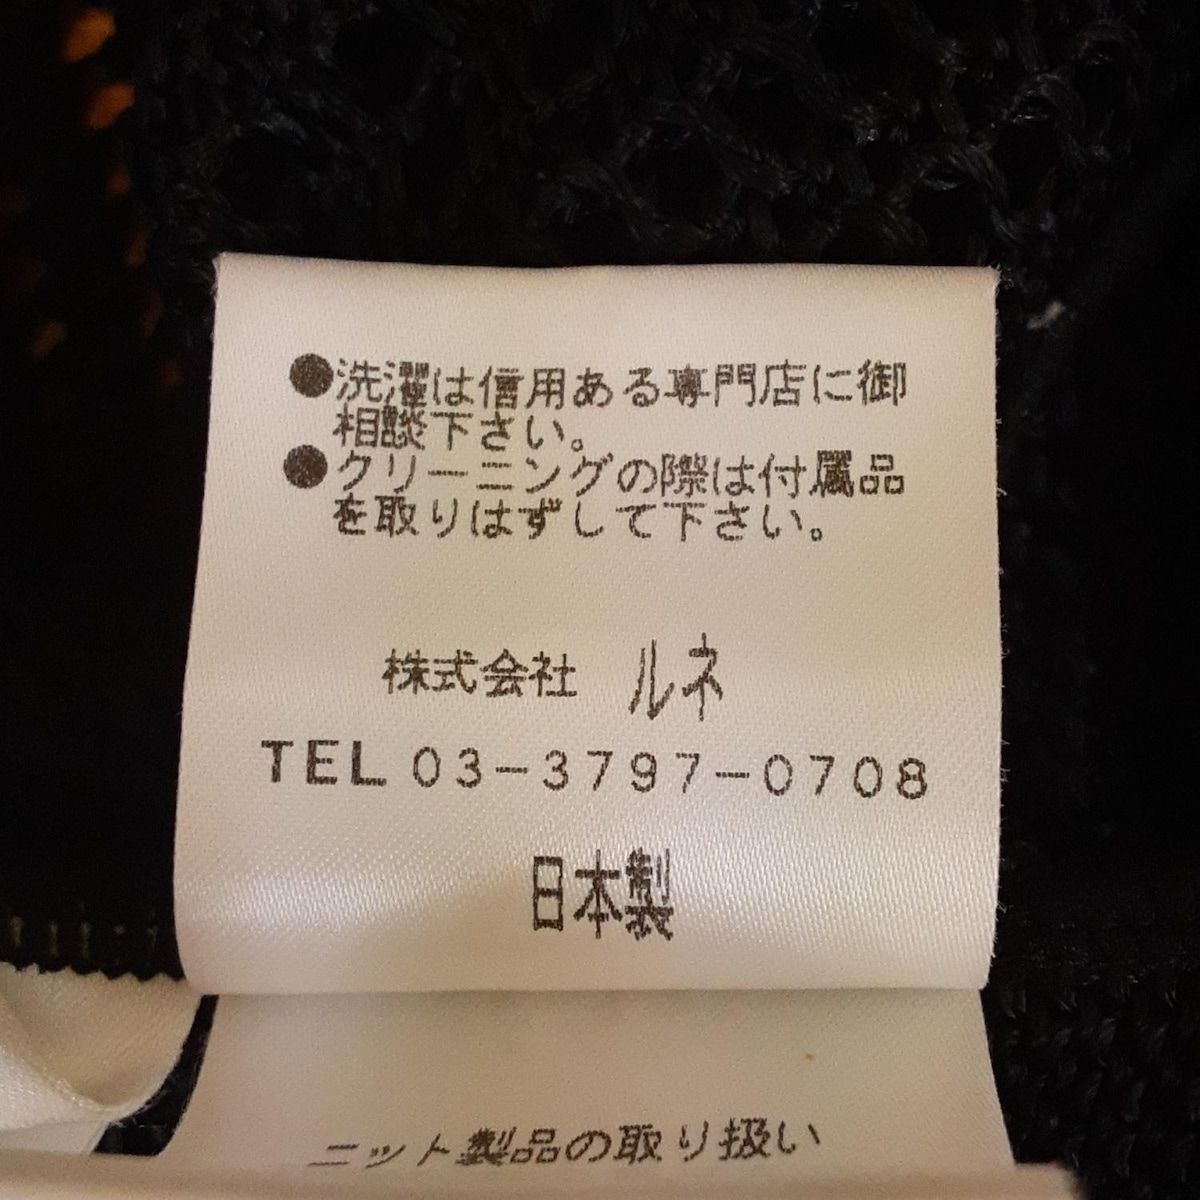 ●洗濯は信用ある専門店に御
相談下さい。
●クリーニングの際は付属品
を取りはずして下さい。
株式会社 ルネ
TEL 03-3797-0708
日本製
ニット製品の取り扱い